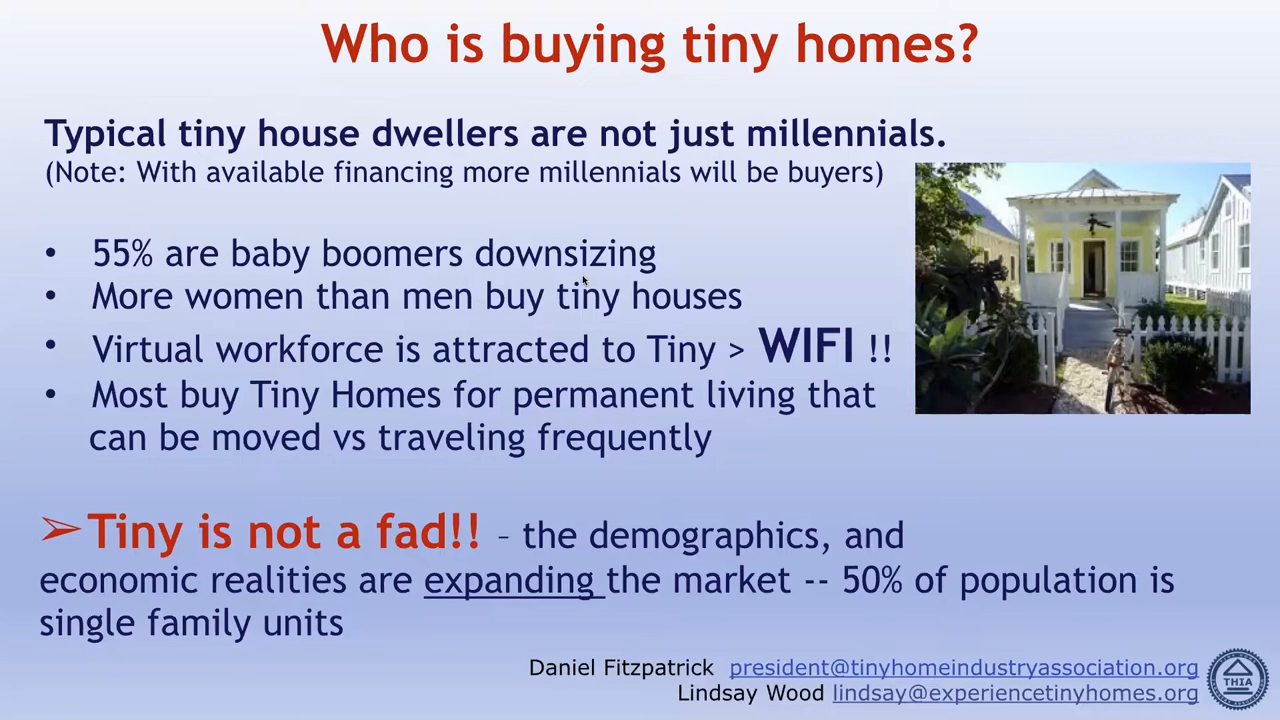 Who is buying tiny homes?
Typical tiny house dwellers are not just millennials.
(Note: With available financing more millennials will be buyers)
• 55% are baby boomers downsizing
• More women than men buy tiny houses
• Virtual workforce is attracted to Tiny > WIFI !!
• Most buy Tiny Homes for permanent living that
can be moved vs traveling frequently
➢Tiny is not a fad!! – the demographics, and
economic realities are expanding the market -- 50% of population is
single family units
Daniel Fitzpatrick president@tinyhomeindustryassociation.org
Lindsay Wood lindsay@experiencetinyhomes.org
THIA